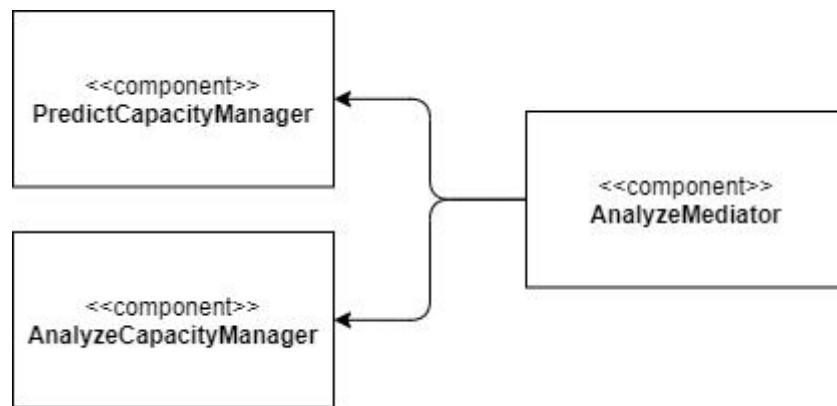 <<component>>
PredictCapacityManager
<<component>>
AnalyzeMediator
<<component>>
AnalyzeCapacityManager